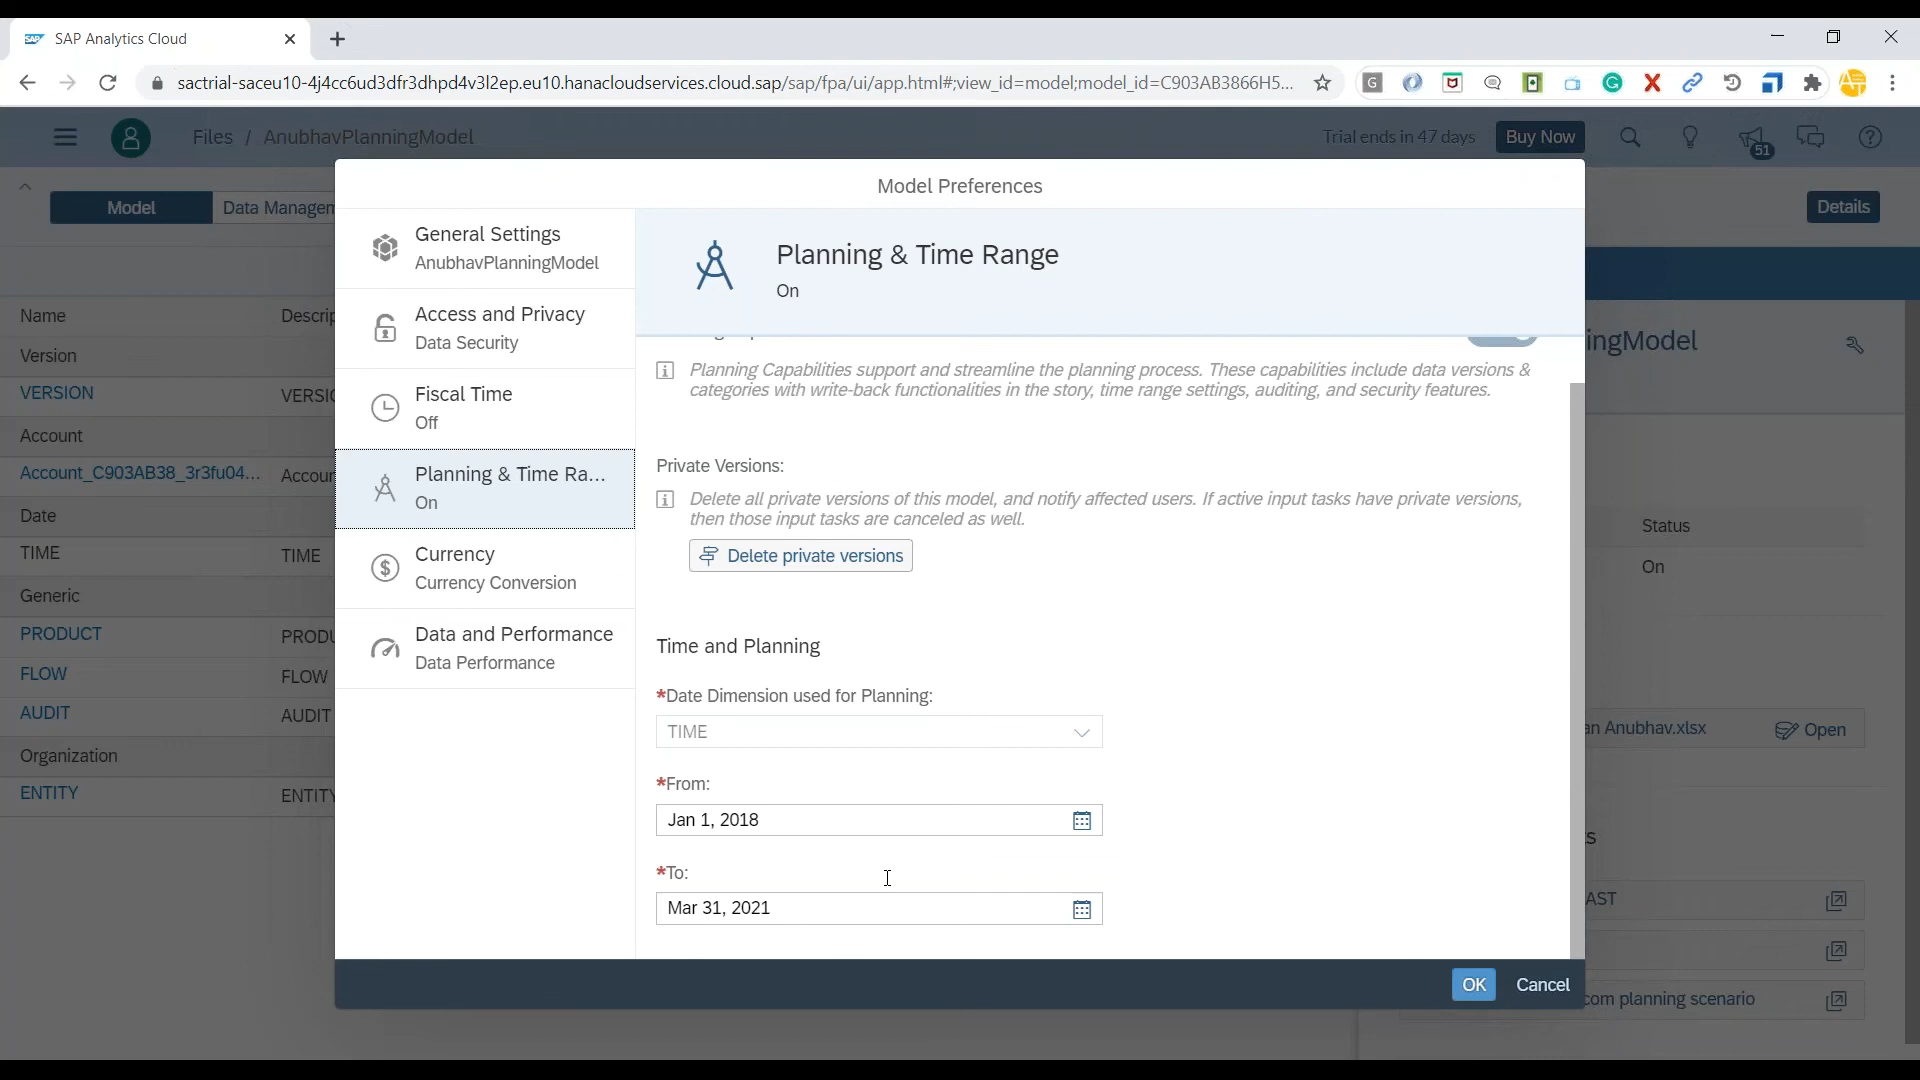 SAP Analytics Cloud
sactrial-saceu10-4j4cc6ud3dfr3dhpd4v3l2ep.eu10.hanacloudservices.cloud.sap/sap/fpa/ui/app.html#;view_id=model;model_id=C903AB3866H5...
Files / AnubhavPlanningModel
Trial ends in 47 days
Buy Now
51
Model
Data Managem
Details
Model Preferences
General Settings
AnubhavPlanningModel
Access and Privacy
Data Security
Fiscal Time
Off
Planning & Time Ra...
On
Currency
Currency Conversion
Data and Performance
Data Performance
Planning & Time Range
On
Planning Capabilities support and streamline the planning process. These capabilities include data versions &
categories with write-back functionalities in the story, time range settings, auditing, and security features.
Private Versions:
Delete all private versions of this model, and notify affected users. If active input tasks have private versions,
then those input tasks are canceled as well.
Delete private versions
Time and Planning
*Date Dimension used for Planning:
TIME
*From:
Jan 1, 2018
*To:
Mar 31, 2021
OK
Cancel
Name
Descrip
Version
VERSION
VERSIO
Account
Account_C903AB38_3r3fu04...
Accour
Date
TIME
TIME
Generic
PRODUCT
PRODU
FLOW
FLOW
AUDIT
AUDIT
Organization
ENTITY
ENTITY
ingModel
Status
On
an Anubhav.xlsx
Open
s
AST
com planning scenario